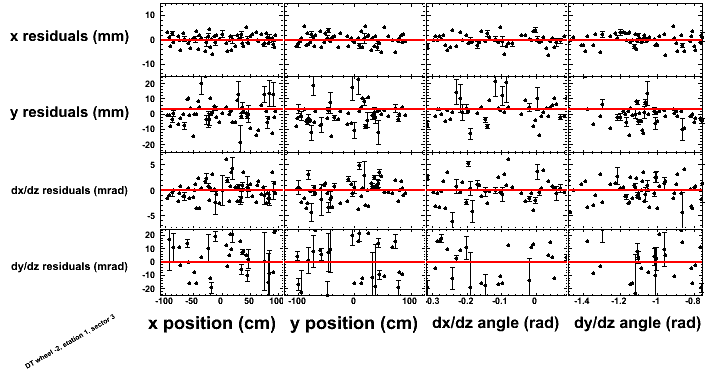 x residuals (mm)
10
5
0
-5
-10
y residuals (mm)
20
10
0
-10
-20
dx/dz residuals (mrad)
5
0
-5
dy/dz residuals (mrad)
20
10
0
-10
-20
-100 -50 0 50 100
-100 0 100
-0.3 -0.2 -0.1 0
-1.4 -1.2 -1 -0.8
x position (cm) y position (cm) dx/dz angle (rad) dy/dz angle (rad)
DT wheel -2, station 1, sector 3